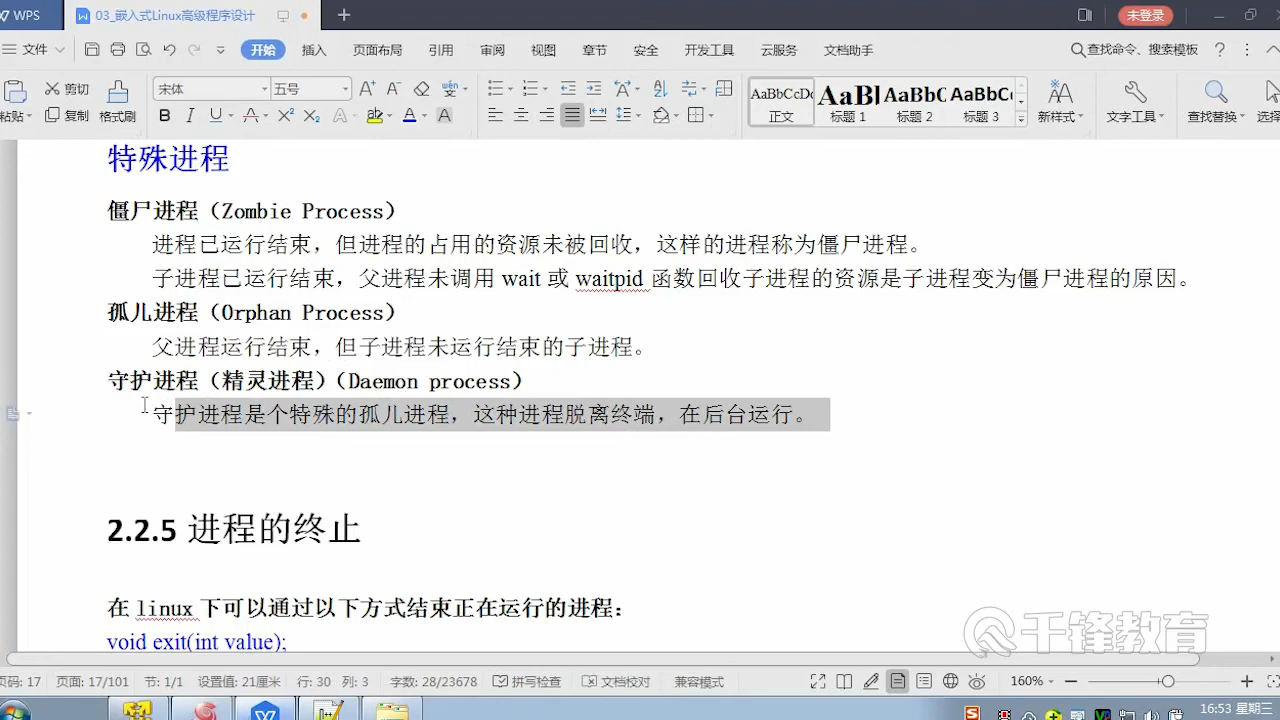 WPS
03_嵌入式Linux高级程序设计
未登录
文件
开始
插入
页面布局
引用
审阅
视图
章节
安全
开发工具
云服务
文档助手
查找命令、搜索模板
粘贴
剪切
复制
格式刷
宋体
五号
AaBbCcDd
正文
AaBl
标题 1
AaBbC
标题 2
AaBbC
标题 3
新样式
文字工具
查找替换
选择
特殊进程
僵尸进程（Zombie Process）
进程已运行结束，但进程的占用的资源未被回收，这样的进程称为僵尸进程。
子进程已运行结束，父进程未调用 wait 或 waitpid 函数回收子进程的资源是子进程变为僵尸进程的原因。
孤儿进程（Orphan Process）
父进程运行结束，但子进程未运行结束的子进程。
守护进程（精灵进程）（Daemon process）
守护进程是个特殊的孤儿进程，这种进程脱离终端，在后台运行。
2.2.5 进程的终止
在 linux 下可以通过以下方式结束正在运行的进程：
void exit(int value);
千锋教育
页码: 17
页面: 17/101
节: 1/1
设置值: 21厘米
行: 30
列: 3
字数: 28/23678
拼写检查
文档校对
兼容模式
160%
16:53 星期三